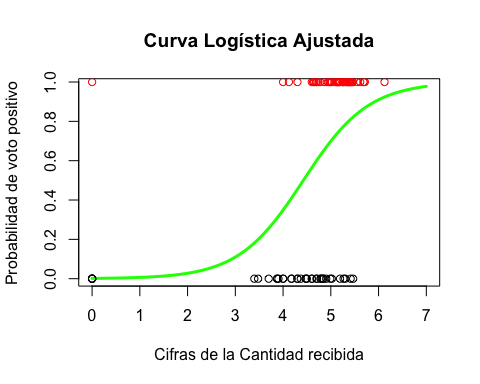 Curva Logística Ajustada
Probabilidad de voto positivo
1.0
0.8
0.6
0.4
0.2
0.0
0 1 2 3 4 5 6 7
Cifras de la Cantidad recibida